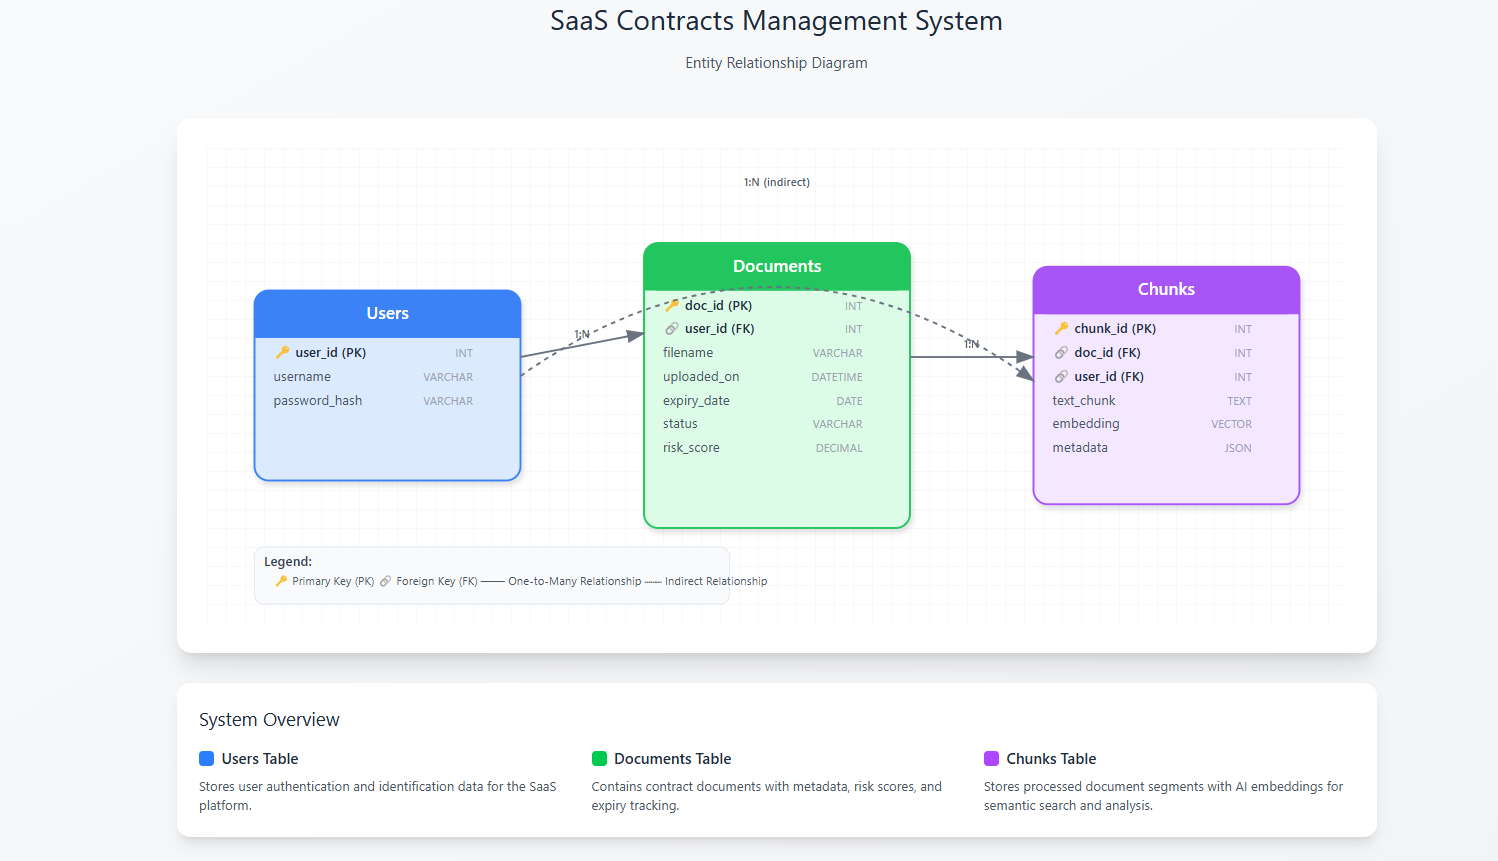 SaaS Contracts Management System
Entity Relationship Diagram
1:N (indirect)
Users
🔑 user_id (PK) INT
username VARCHAR
password_hash VARCHAR
1:N
Documents
🔑 doc_id (PK) INT
🔗 user_id (FK) INT
filename VARCHAR
uploaded_on DATETIME
expiry_date DATE
status VARCHAR
risk_score DECIMAL
1:N
Chunks
🔑 chunk_id (PK) INT
🔗 doc_id (FK) INT
🔗 user_id (FK) INT
text_chunk TEXT
embedding VECTOR
metadata JSON
Legend:
🔑 Primary Key (PK) 🔗 Foreign Key (FK) —— One-to-Many Relationship ---- Indirect Relationship
System Overview
Users Table
Stores user authentication and identification data for the SaaS
platform.
Documents Table
Contains contract documents with metadata, risk scores, and
expiry tracking.
Chunks Table
Stores processed document segments with AI embeddings for
semantic search and analysis.